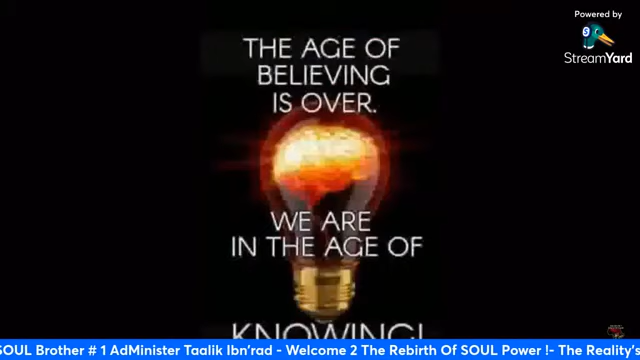 Powered by
StreamYard
THE AGE OF
BELIEVING
IS OVER.
WE ARE
IN THE AGE OF
KNOWING!
SOUL Brother # 1 AdMinister Taalik Ibn'rad - Welcome 2 The Rebirth Of SOUL Power !- The Reality's